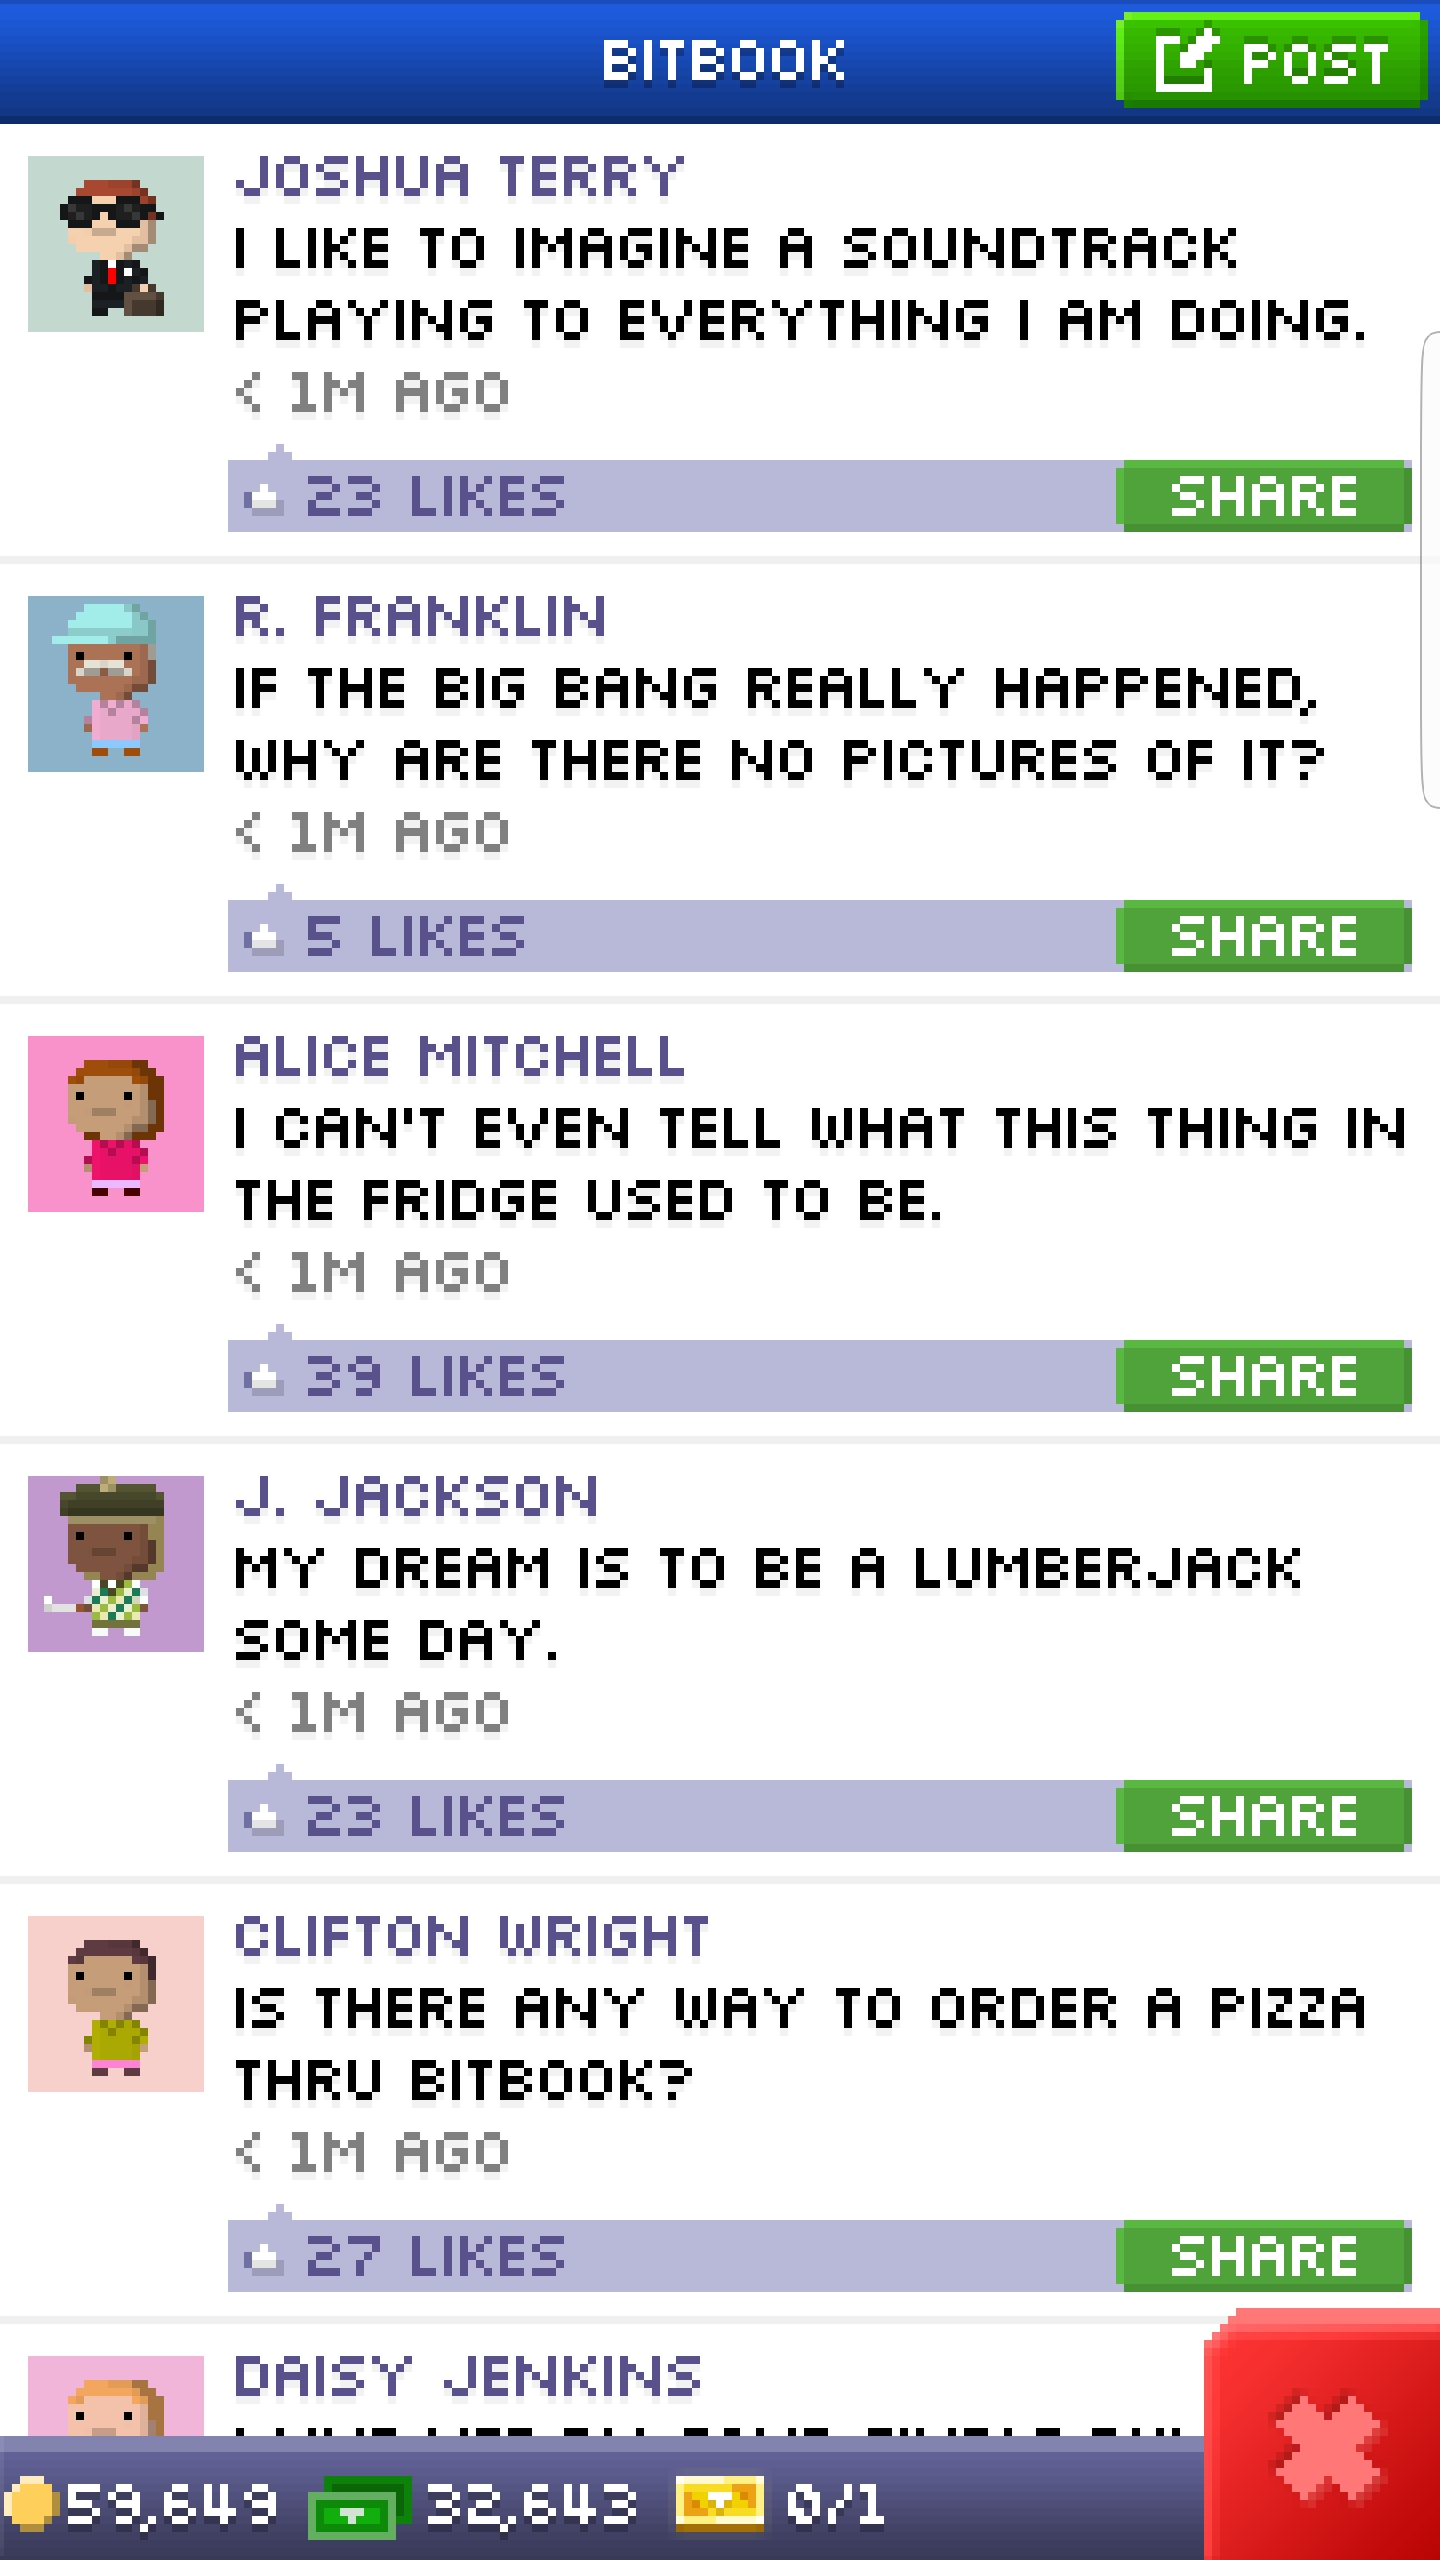 BITBOOK
POST
JOSHUA TERRY
I LIKE TO IMAGINE A SOUNDTRACK
PLAYING TO EVERYTHING I AM DOING.
< 1M AGO
23 LIKES
SHARE
R. FRANKLIN
IF THE BIG BANG REALLY HAPPENED,
WHY ARE THERE NO PICTURES OF IT?
< 1M AGO
5 LIKES
SHARE
ALICE MITCHELL
I CAN'T EVEN TELL WHAT THIS THING IN
THE FRIDGE USED TO BE.
< 1M AGO
39 LIKES
SHARE
J. JACKSON
MY DREAM IS TO BE A LUMBERJACK
SOME DAY.
< 1M AGO
23 LIKES
SHARE
CLIFTON WRIGHT
IS THERE ANY WAY TO ORDER A PIZZA
THRU BITBOOK?
< 1M AGO
27 LIKES
SHARE
DAISY JENKINS
59,649
32,643
0/1